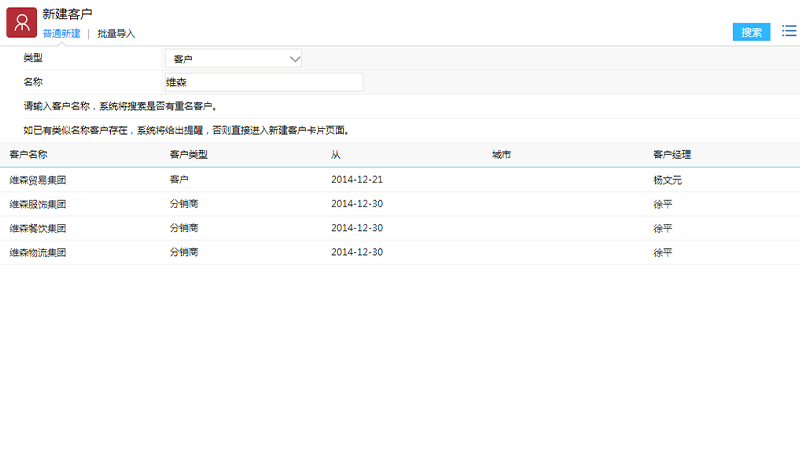 新建客户
普通新建 | 批量导入
搜索
类型 客户
名称 维森
请输入客户名称，系统将搜索是否有重名客户。
如已有类似名称客户存在，系统将给出提醒，否则直接进入新建客户卡片页面。
客户名称 客户类型 从 城市 客户经理
维森贸易集团 客户 2014-12-21 杨文元
维森服饰集团 分销商 2014-12-30 徐平
维森餐饮集团 分销商 2014-12-30 徐平
维森物流集团 分销商 2014-12-30 徐平